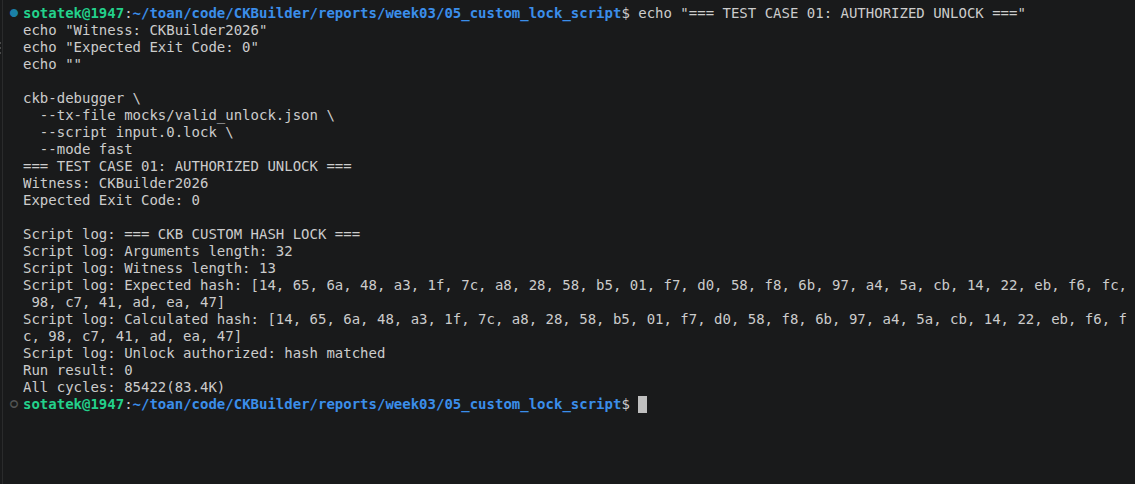 sotatek@1947:~/toan/code/CKBuilder/reports/week03/05_custom_lock_script$ echo "=== TEST CASE 01: AUTHORIZED UNLOCK ==="
echo "Witness: CKBuilder2026"
echo "Expected Exit Code: 0"
echo ""

ckb-debugger \
  --tx-file mocks/valid_unlock.json \
  --script input.0.lock \
  --mode fast
=== TEST CASE 01: AUTHORIZED UNLOCK ===
Witness: CKBuilder2026
Expected Exit Code: 0

Script log: === CKB CUSTOM HASH LOCK ===
Script log: Arguments length: 32
Script log: Witness length: 13
Script log: Expected hash: [14, 65, 6a, 48, a3, 1f, 7c, a8, 28, 58, b5, 01, f7, d0, 58, f8, 6b, 97, a4, 5a, cb, 14, 22, eb, f6, fc,
 98, c7, 41, ad, ea, 47]
Script log: Calculated hash: [14, 65, 6a, 48, a3, 1f, 7c, a8, 28, 58, b5, 01, f7, d0, 58, f8, 6b, 97, a4, 5a, cb, 14, 22, eb, f6, f
c, 98, c7, 41, ad, ea, 47]
Script log: Unlock authorized: hash matched
Run result: 0
All cycles: 85422(83.4K)
sotatek@1947:~/toan/code/CKBuilder/reports/week03/05_custom_lock_script$